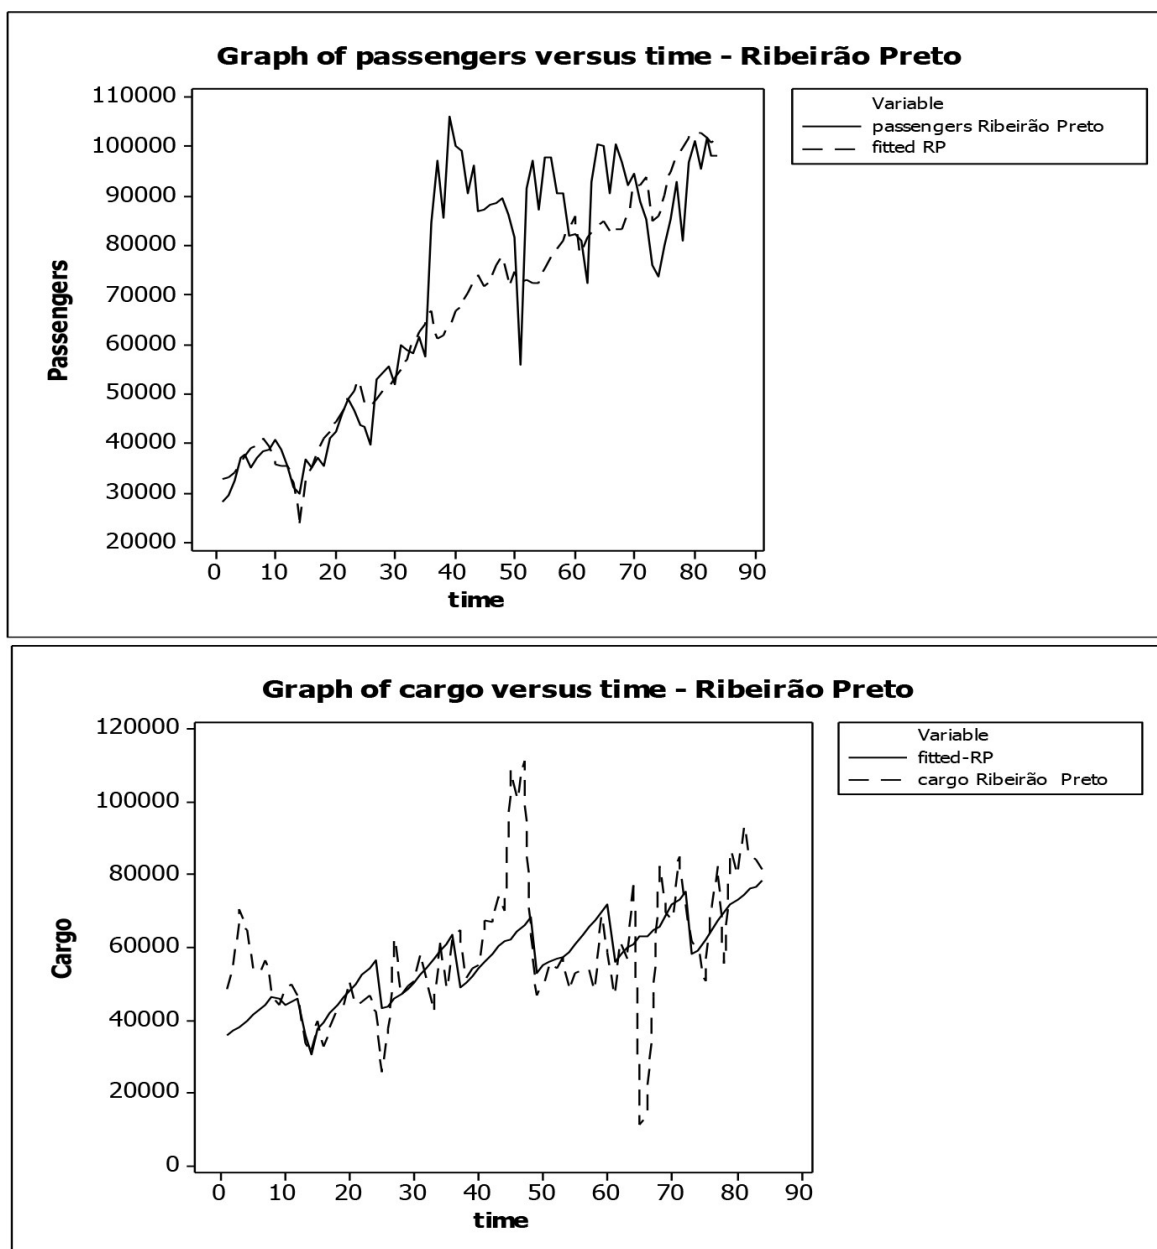 Graph of passengers versus time - Ribeirão Preto
110000
100000
90000
80000
70000
60000
50000
40000
30000
20000
Passengers
0 10 20 30 40 50 60 70 80 90
time
Variable
passengers Ribeirão Preto
fitted RP
Graph of cargo versus time - Ribeirão Preto
120000
100000
80000
60000
40000
20000
0
Cargo
0 10 20 30 40 50 60 70 80 90
time
Variable
fitted-RP
cargo Ribeirão Preto